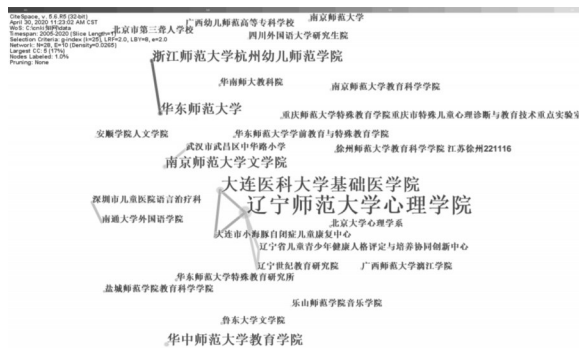 CiteSpace, v. 5.6.R5 (32-bit)
April 30, 2020 11:23:02 AM CST
Timespan: 2005-2020 (Slice Length=1)
Selection Criteria: g-index (k=25), LRF=2.0, LBY=8, e=2.0
Network: N=28, E=10 (Density=0.0265)
Largest CC: 5 (17%)
Nodes Labeled: 1.0%
Pruning: None
广西幼儿师范高等专科学校
南京师范大学
北京市第三聋人学校
四川外国语大学研究生院
浙江师范大学杭州幼儿师范学院
华南师大教科院
南京师范大学教育科学学院
华东师范大学
重庆师范大学特殊教育学院重庆市特殊儿童心理诊断与教育技术重点实验室
安顺学院人文学院
华东师范大学学前教育与特殊教育学院
武汉市武昌区中华路小学
徐州师范大学教育科学学院 江苏徐州221116
南京师范大学文学院
大连医科大学基础医学院
深圳市儿童医院语言治疗科
辽宁师范大学心理学院
南通大学外国语学院
北京大学心理学系
大连市小海豚自闭症儿童康复中心
辽宁省儿童青少年健康人格评定与培养协同创新中心
辽宁世纪教育研究院
广西师范大学漓江学院
华东师范大学特殊教育研究所
盐城师范学院教育科学学院
乐山师范学院音乐学院
鲁东大学文学院
华中师范大学教育学院